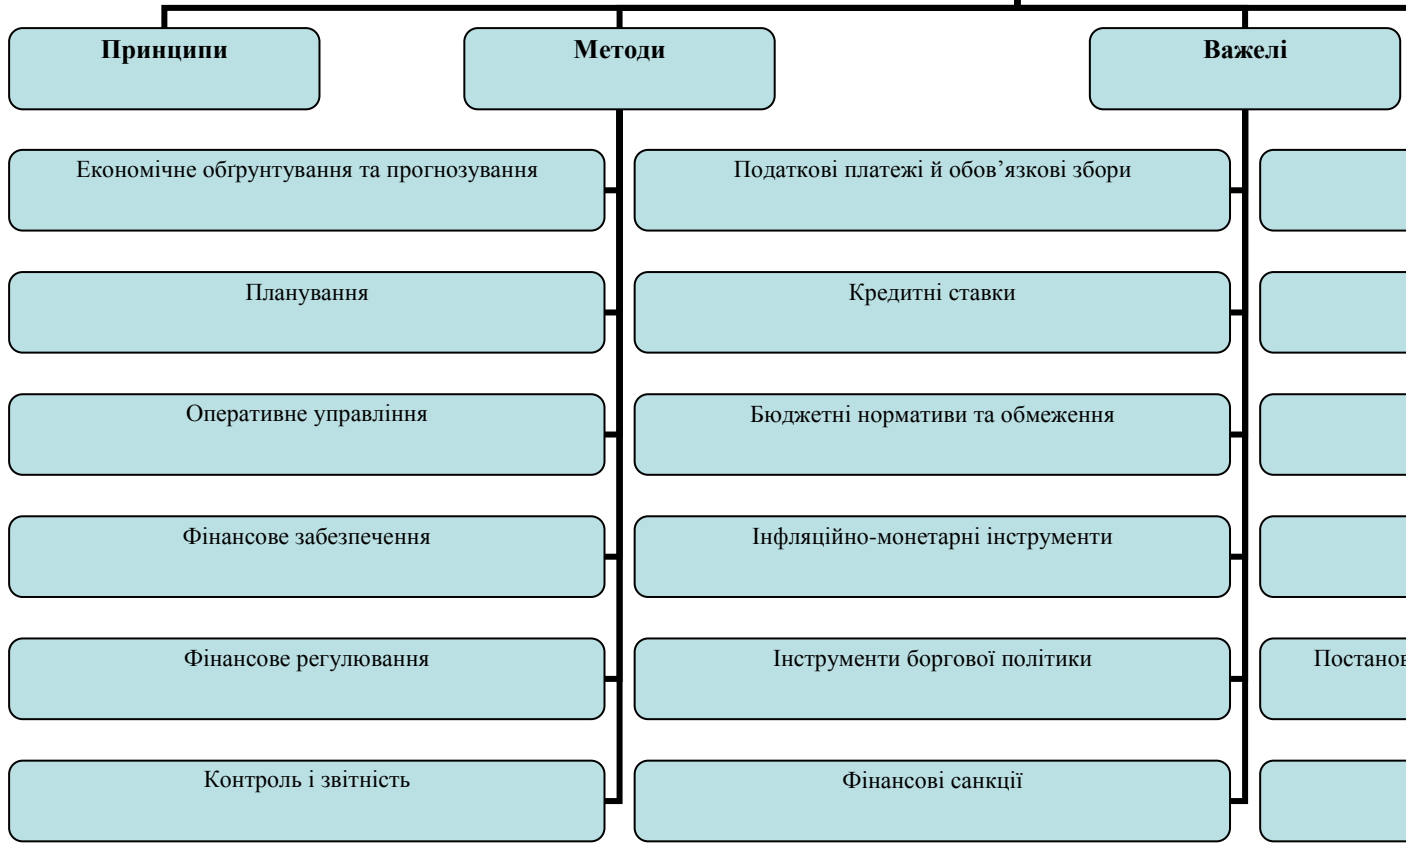 Принципи
Методи
Важелі
Економічне обґрунтування та прогнозування
Податкові платежі й обов’язкові збори
Планування
Кредитні ставки
Оперативне управління
Бюджетні нормативи та обмеження
Фінансове забезпечення
Інфляційно-монетарні інструменти
Фінансове регулювання
Інструменти боргової політики
Контроль і звітність
Фінансові санкції